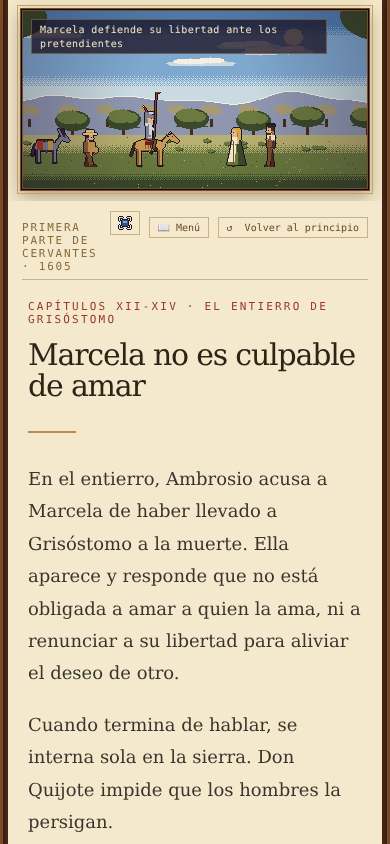 Marcela defiende su libertad ante los
pretendientes
PRIMERA
PARTE DE
CERVANTES
· 1605
📖 Menú
↺ Volver al principio
CAPÍTULOS XII-XIV · EL ENTIERRO DE
GRISÓSTOMO
Marcela no es culpable
de amar
En el entierro, Ambrosio acusa a
Marcela de haber llevado a
Grisóstomo a la muerte. Ella
aparece y responde que no está
obligada a amar a quien la ama, ni a
renunciar a su libertad para aliviar
el deseo de otro.
Cuando termina de hablar, se
interna sola en la sierra. Don
Quijote impide que los hombres la
persigan.